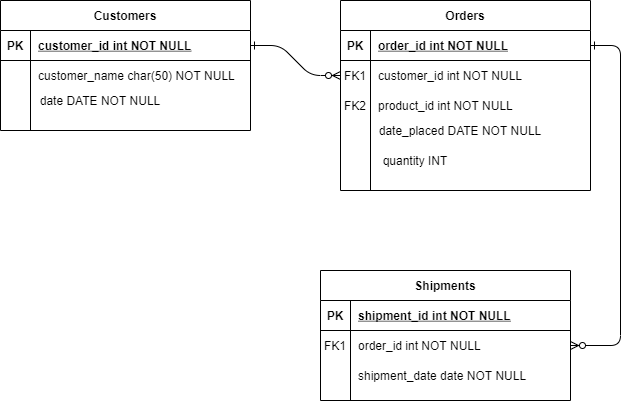 Customers
PK customer_id int NOT NULL
customer_name char(50) NOT NULL
date DATE NOT NULL
Orders
PK order_id int NOT NULL
FK1 customer_id int NOT NULL
FK2 product_id int NOT NULL
date_placed DATE NOT NULL
quantity INT
Shipments
PK shipment_id int NOT NULL
FK1 order_id int NOT NULL
shipment_date date NOT NULL